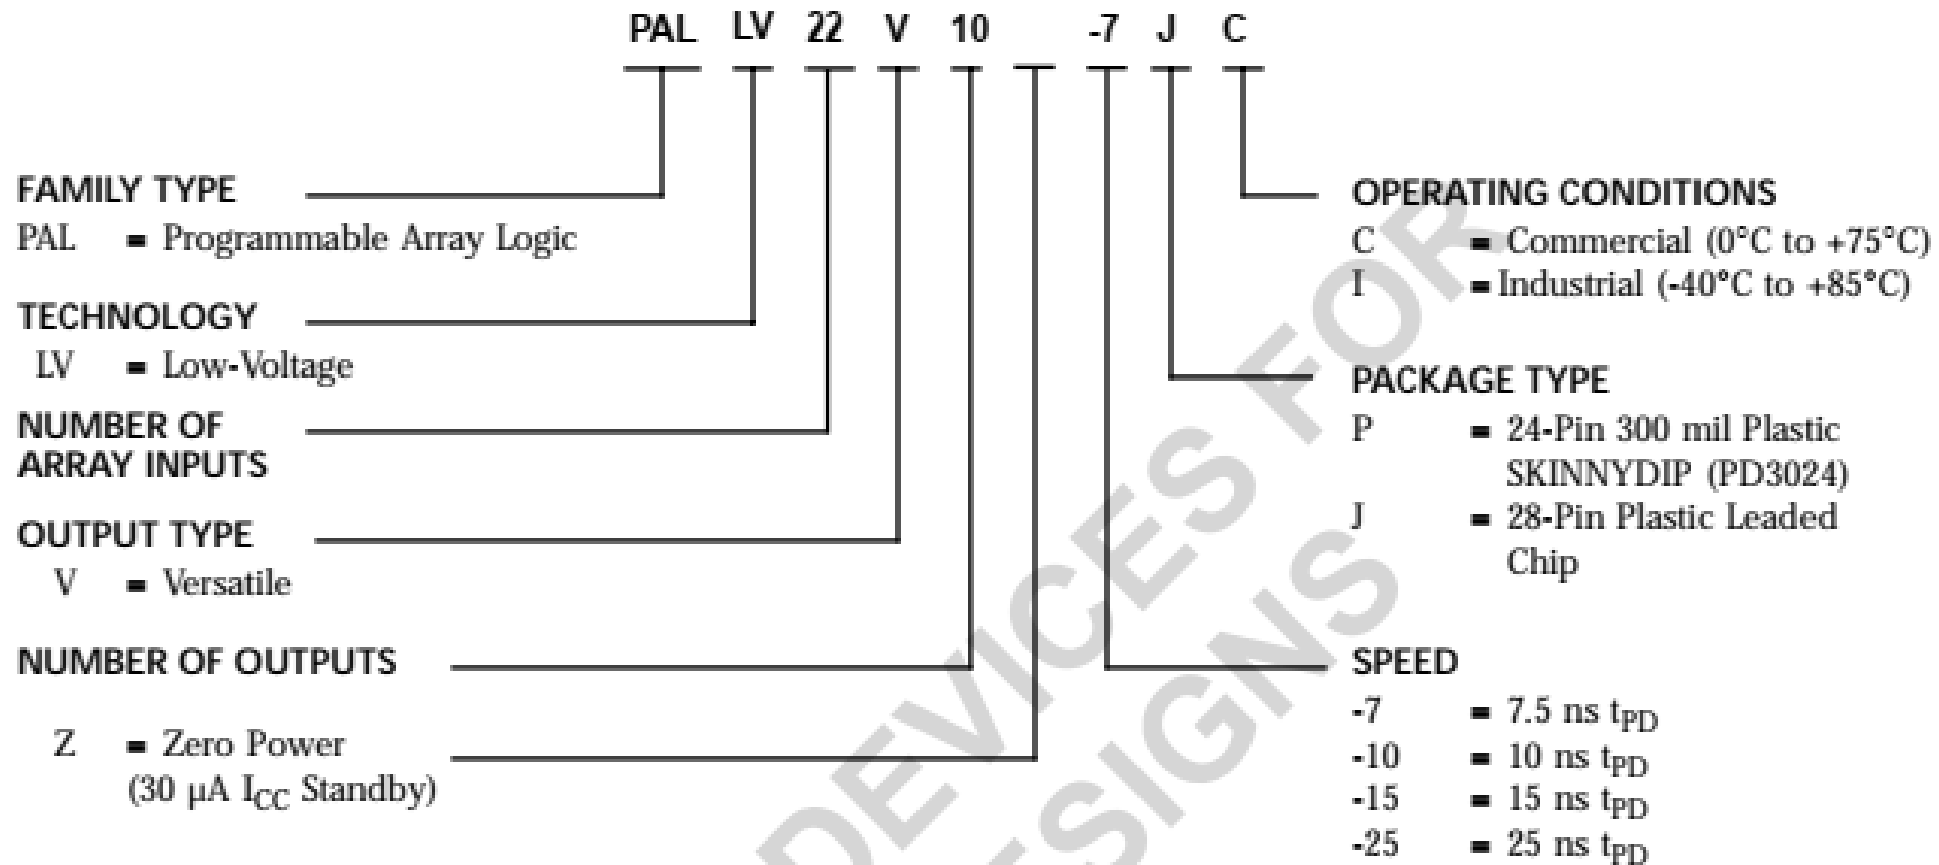 PAL LV 22 V 10 -7 J C
FAMILY TYPE
PAL = Programmable Array Logic
TECHNOLOGY
LV = Low-Voltage
NUMBER OF
ARRAY INPUTS
OUTPUT TYPE
V = Versatile
NUMBER OF OUTPUTS
Z = Zero Power
(30 µA ICC Standby)
OPERATING CONDITIONS
C = Commercial (0°C to +75°C)
I = Industrial (-40°C to +85°C)
PACKAGE TYPE
P = 24-Pin 300 mil Plastic
SKINNYDIP (PD3024)
J = 28-Pin Plastic Leaded
Chip
SPEED
-7 = 7.5 ns tPD
-10 = 10 ns tPD
-15 = 15 ns tPD
-25 = 25 ns tPD
DEVICES FOR
ESIGNS